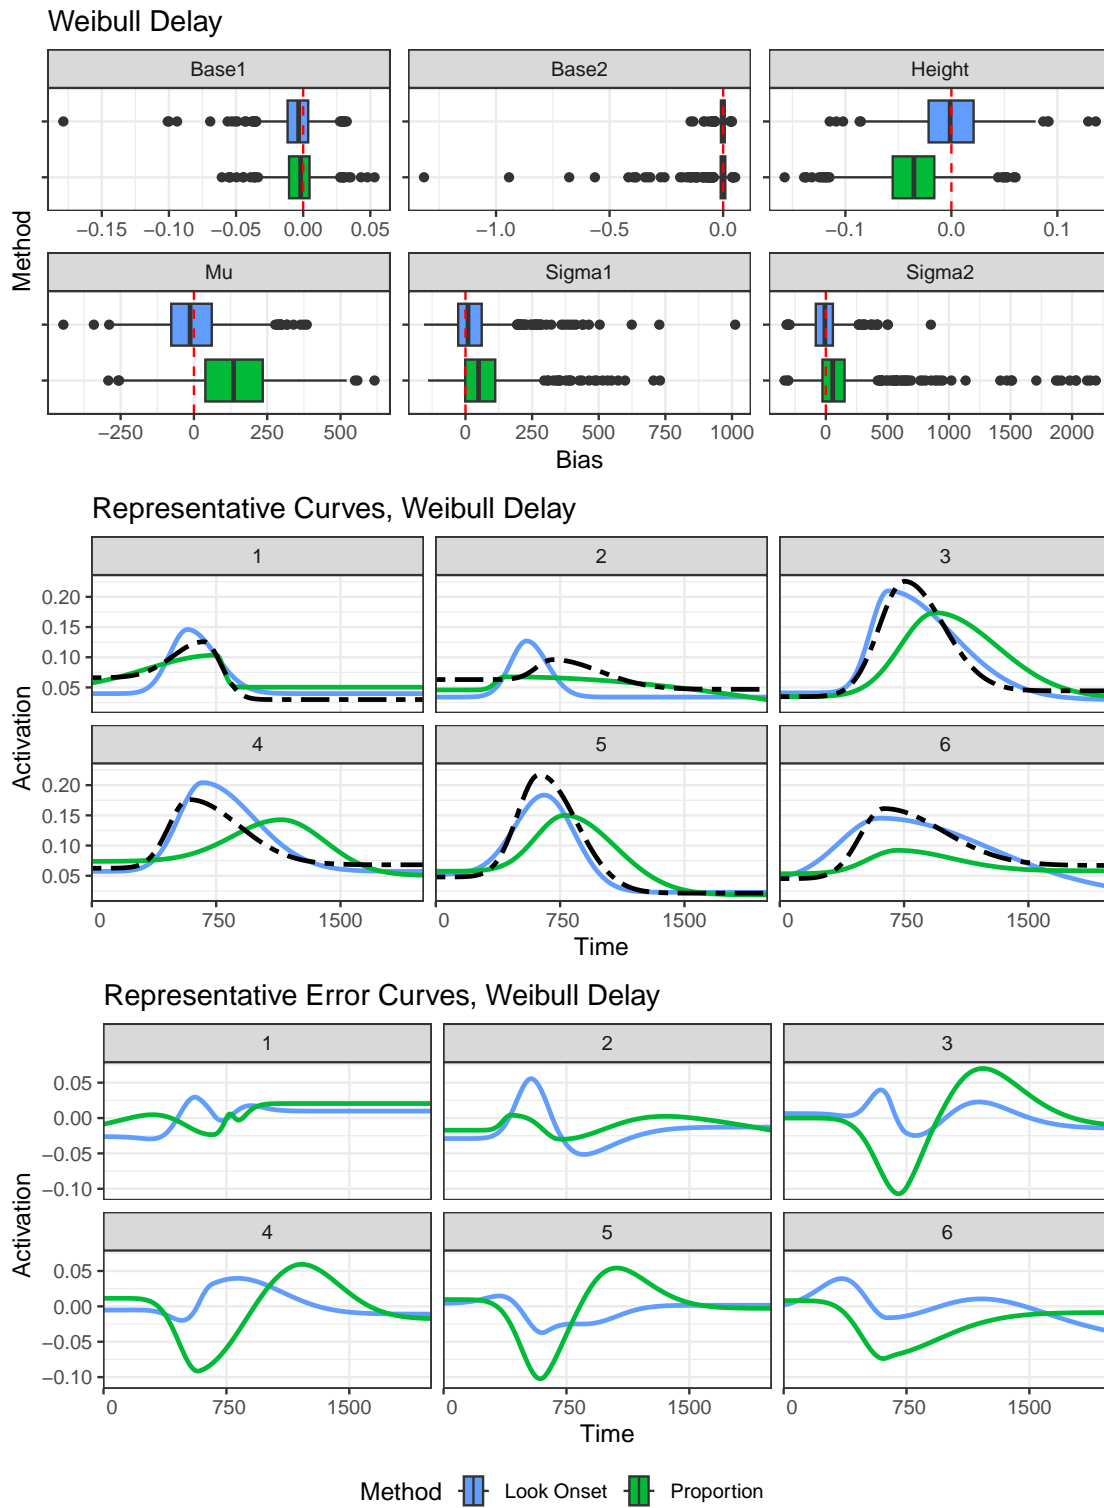 Weibull Delay
Base1 Base2 Height
−0.15 −0.10 −0.05 0.00 0.05 −1.0 −0.5 0.0 −0.1 0.0 0.1
Mu Sigma1 Sigma2
−250 0 250 500 0 250 500 750 1000 0 500 1000 1500 2000
Method
Bias
Representative Curves, Weibull Delay
1 2 3
0.20
0.15
0.10
0.05
4 5 6
0.20
0.15
0.10
0.05
0 750 1500 0 750 1500 0 750 1500
Activation
Time
Representative Error Curves, Weibull Delay
1 2 3
0.05
0.00
−0.05
−0.10
4 5 6
0.05
0.00
−0.05
−0.10
0 750 1500 0 750 1500 0 750 1500
Activation
Time
Method Look Onset Proportion